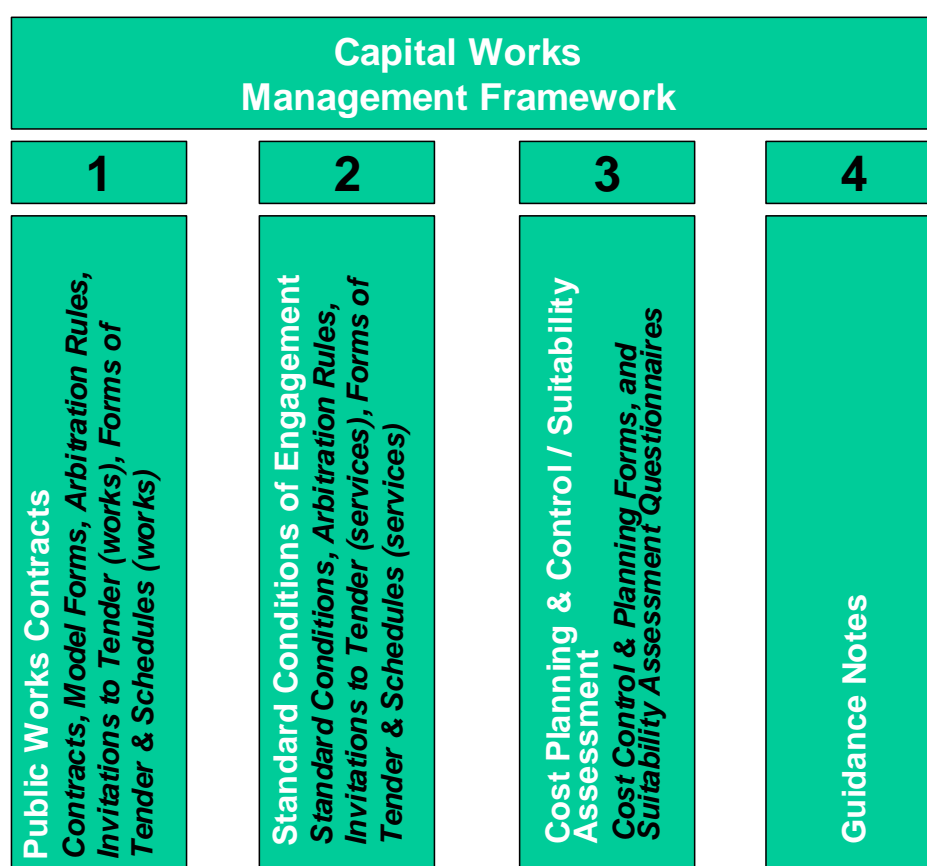 Capital Works
Management Framework
1
2
3
4
Public Works Contracts
Contracts, Model Forms, Arbitration Rules,
Invitations to Tender (works), Forms of
Tender & Schedules (works)
Standard Conditions of Engagement
Standard Conditions, Arbitration Rules,
Invitations to Tender (services), Forms of
Tender & Schedules (services)
Cost Planning & Control / Suitability
Assessment
Cost Control & Planning Forms, and
Suitability Assessment Questionnaires
Guidance Notes